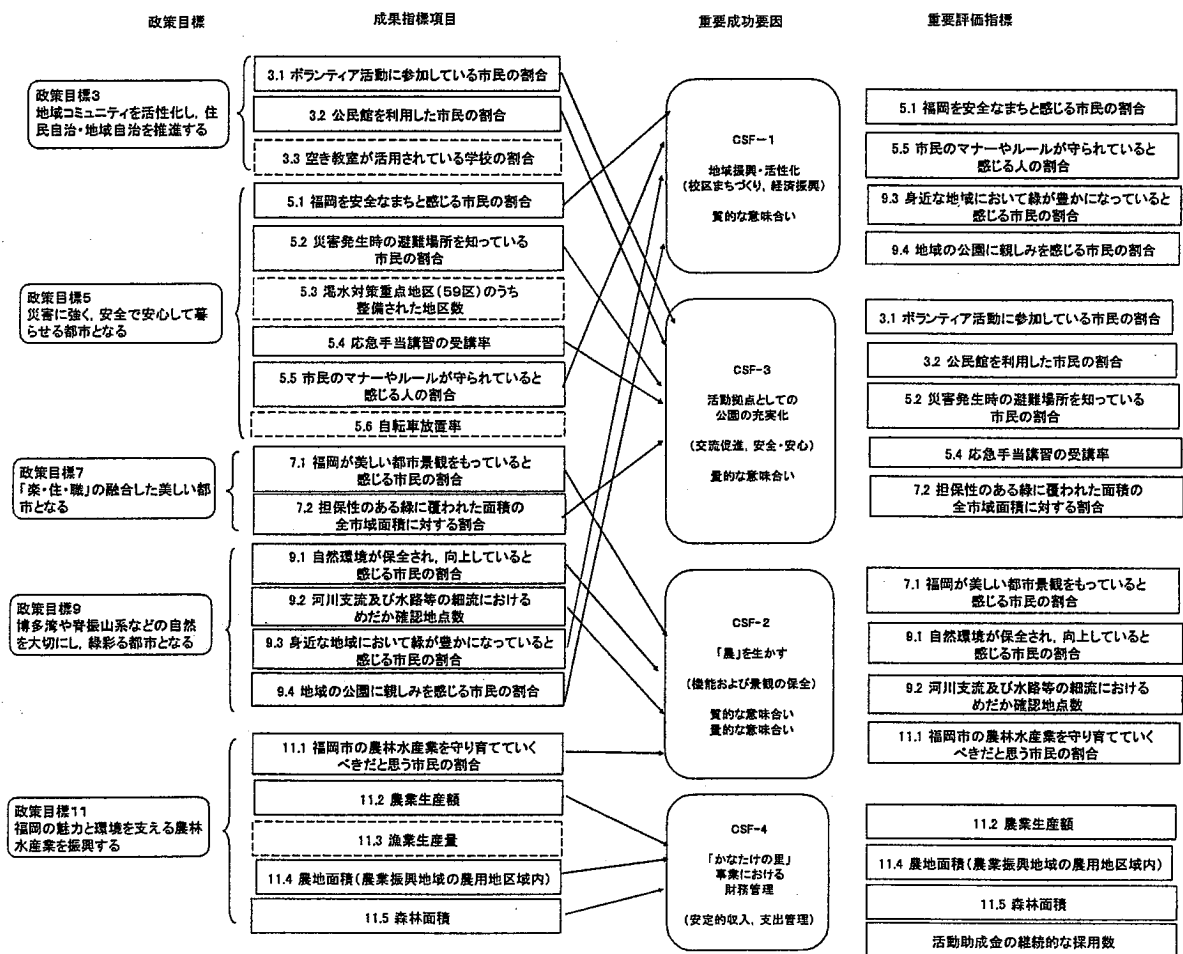 政策目標
成果指標項目
重要成功要因
重要評価指標
政策目標3
地域コミュニティを活性化し，住
民自治・地域自治を推進する
政策目標5
災害に強く，安全で安心して暮
らせる都市となる
政策目標7
「楽・住・職」の融合した美しい都
市となる
政策目標9
博多湾や脊振山系などの自然
を大切にし，緑彩る都市となる
政策目標11
福岡の魅力と環境を支える農林
水産業を振興する
3.1 ボランティア活動に参加している市民の割合
3.2 公民館を利用した市民の割合
3.3 空き教室が活用されている学校の割合
5.1 福岡を安全なまちと感じる市民の割合
5.2 災害発生時の避難場所を知っている
市民の割合
5.3 渇水対策重点地区（59区）のうち
整備された地区数
5.4 応急手当講習の受講率
5.5 市民のマナーやルールが守られていると
感じる人の割合
5.6 自転車放置率
7.1 福岡が美しい都市景観をもっていると
感じる市民の割合
7.2 担保性のある緑に覆われた面積の
全市域面積に対する割合
9.1 自然環境が保全され，向上していると
感じる市民の割合
9.2 河川支流及び水路等の細流における
めだか確認地点数
9.3 身近な地域において緑が豊かになっていると
感じる市民の割合
9.4 地域の公園に親しみを感じる市民の割合
11.1 福岡市の農林水産業を守り育てていく
べきだと思う市民の割合
11.2 農業生産額
11.3 漁業生産量
11.4 農地面積（農業振興地域の農用地区域内）
11.5 森林面積
CSF-1
地域振興・活性化
（校区まちづくり，経済振興）
質的な意味合い
CSF-3
活動拠点としての
公園の充実化
（交流促進，安全・安心）
量的な意味合い
CSF-2
「農」を生かす
（機能および景観の保全）
質的な意味合い
量的な意味合い
CSF-4
「かなたけの里」
事業における
財務管理
（安定的収入，支出管理）
5.1 福岡を安全なまちと感じる市民の割合
5.5 市民のマナーやルールが守られていると
感じる人の割合
9.3 身近な地域において緑が豊かになっていると
感じる市民の割合
9.4 地域の公園に親しみを感じる市民の割合
3.1 ボランティア活動に参加している市民の割合
3.2 公民館を利用した市民の割合
5.2 災害発生時の避難場所を知っている
市民の割合
5.4 応急手当講習の受講率
7.2 担保性のある緑に覆われた面積の
全市域面積に対する割合
7.1 福岡が美しい都市景観をもっていると
感じる市民の割合
9.1 自然環境が保全され，向上していると
感じる市民の割合
9.2 河川支流及び水路等の細流における
めだか確認地点数
11.1 福岡市の農林水産業を守り育てていく
べきだと思う市民の割合
11.2 農業生産額
11.4 農地面積（農業振興地域の農用地区域内）
11.5 森林面積
活動助成金の継続的な採用数